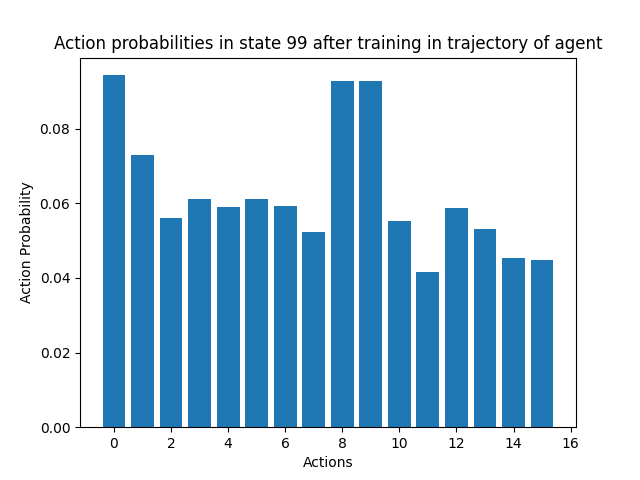 Action probabilities in state 99 after training in trajectory of agent
0.08
0.06
0.04
0.02
0.00
Action Probability
0 2 4 6 8 10 12 14 16
Actions